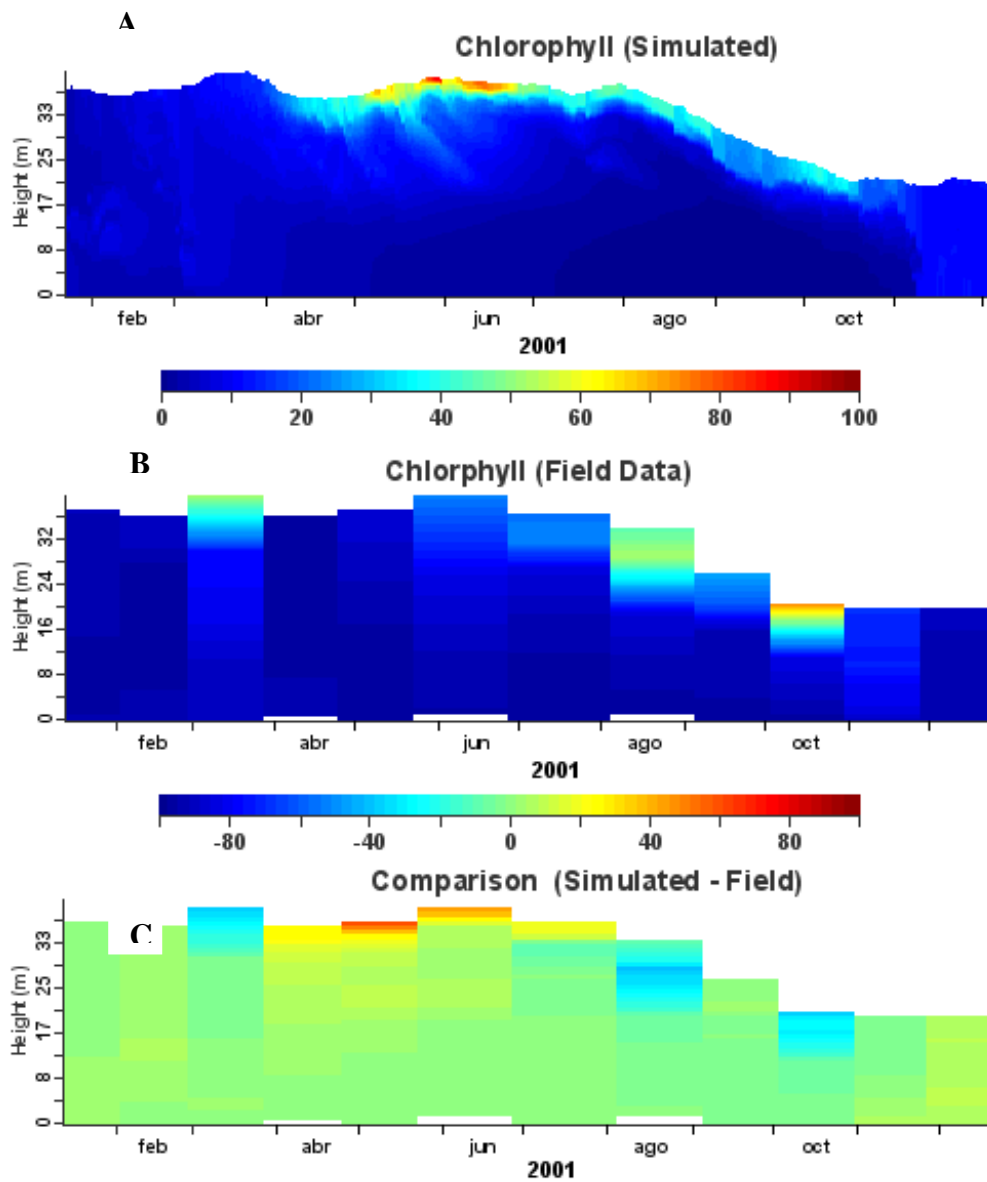 A
Chlorophyll (Simulated)
Height (m)
33
25
17
8
0
feb
abr
jun
ago
oct
2001
0
20
40
60
80
100
B
Chlorphyll (Field Data)
Height (m)
32
24
16
8
0
feb
abr
jun
ago
oct
2001
-80
-40
0
40
80
Comparison (Simulated - Field)
C
Height (m)
33
25
17
8
0
feb
abr
jun
ago
oct
2001